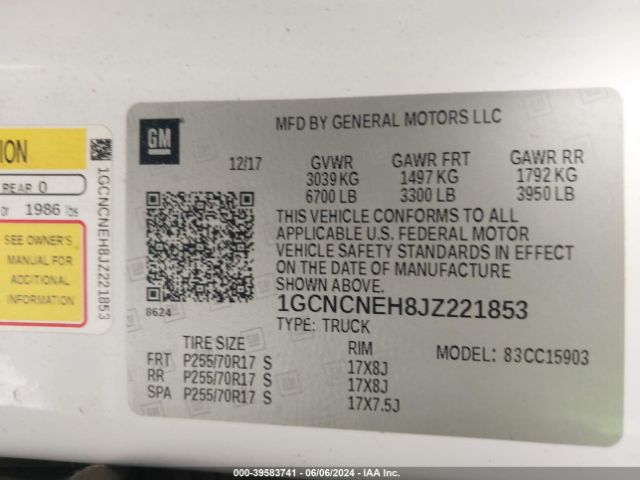 ION
REAR 0
or 1986 lbs
SEE OWNER'S
MANUAL FOR
ADDITIONAL
INFORMATION
1GCNCNEH8JZ221853
GM
MFD BY GENERAL MOTORS LLC
12/17 GVWR GAWR FRT GAWR RR
3039 KG 1497 KG 1792 KG
6700 LB 3300 LB 3950 LB
THIS VEHICLE CONFORMS TO ALL
APPLICABLE U.S. FEDERAL MOTOR
VEHICLE SAFETY STANDARDS IN EFFECT
ON THE DATE OF MANUFACTURE
SHOWN ABOVE.
8624
1GCNCNEH8JZ221853
TYPE: TRUCK
TIRE SIZE RIM MODEL: 83CC15903
FRT P255/70R17 S 17X8J
RR P255/70R17 S 17X8J
SPA P255/70R17 S 17X7.5J
000-39583741 - 06/06/2024 - IAA Inc.